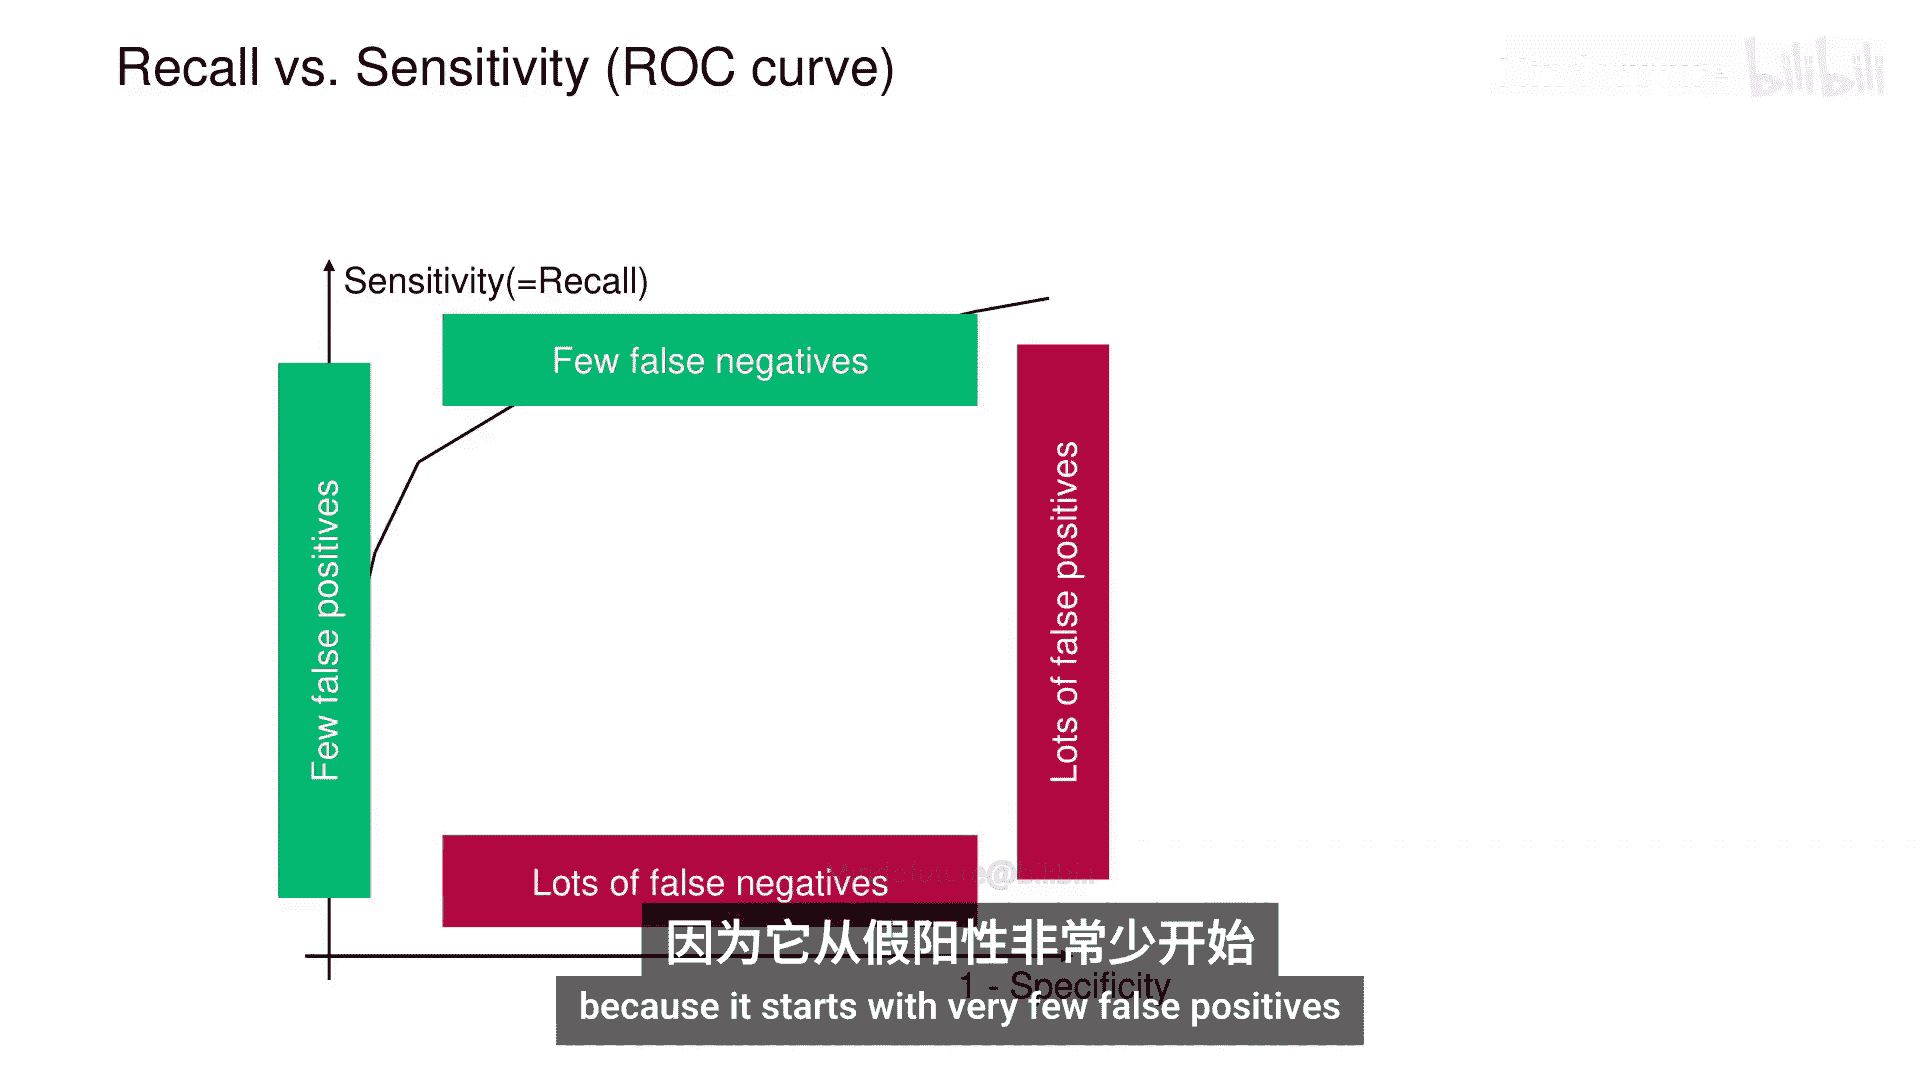 Recall vs. Sensitivity (ROC curve)
bilibili
Sensitivity(=Recall)
Few false negatives
Few false positives
Lots of false positives
Lots of false negatives
因为它从假阳性非常少开始
1 - Specificity
because it starts with very few false positives